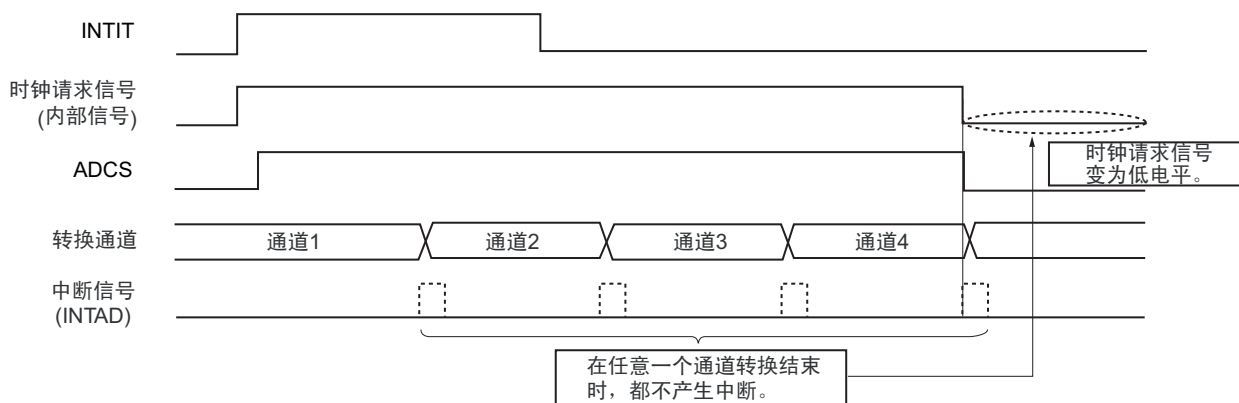 INTIT
时钟请求信号
(内部信号)
ADCS
时钟请求信号
变为低电平。
转换通道
通道1
通道2
通道3
通道4
中断信号
(INTAD)
在任意一个通道转换结束
时，都不产生中断。